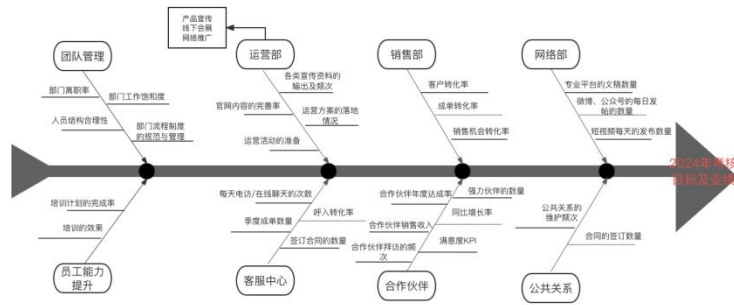 产品宣传
线下会展
网络推广
团队管理
运营部
销售部
网络部
部门离职率
部门工作饱和度
人员结构合理性
部门流程制度
的规范与管理
各类宣传资料的
输出及频次
官网内容的完善率
运营方案的落地
情况
运营活动的准备
客户转化率
成单转化率
销售机会转化率
专业平台的文稿数量
微博、公众号的每日发
帖的数量
短视频每天的发布数量
2024年考核
目标及业绩
培训计划的完成率
培训的效果
员工能力
提升
每天电访/在线聊天的次数
呼入转化率
季度成单数量
签订合同的数量
客服中心
合作伙伴年度达成率
强力伙伴的数量
同比增长率
合作伙伴销售收入
满意度KPI
合作伙伴拜访的频
次
合作伙伴
公共关系的
维护频次
合同的签订数量
公共关系